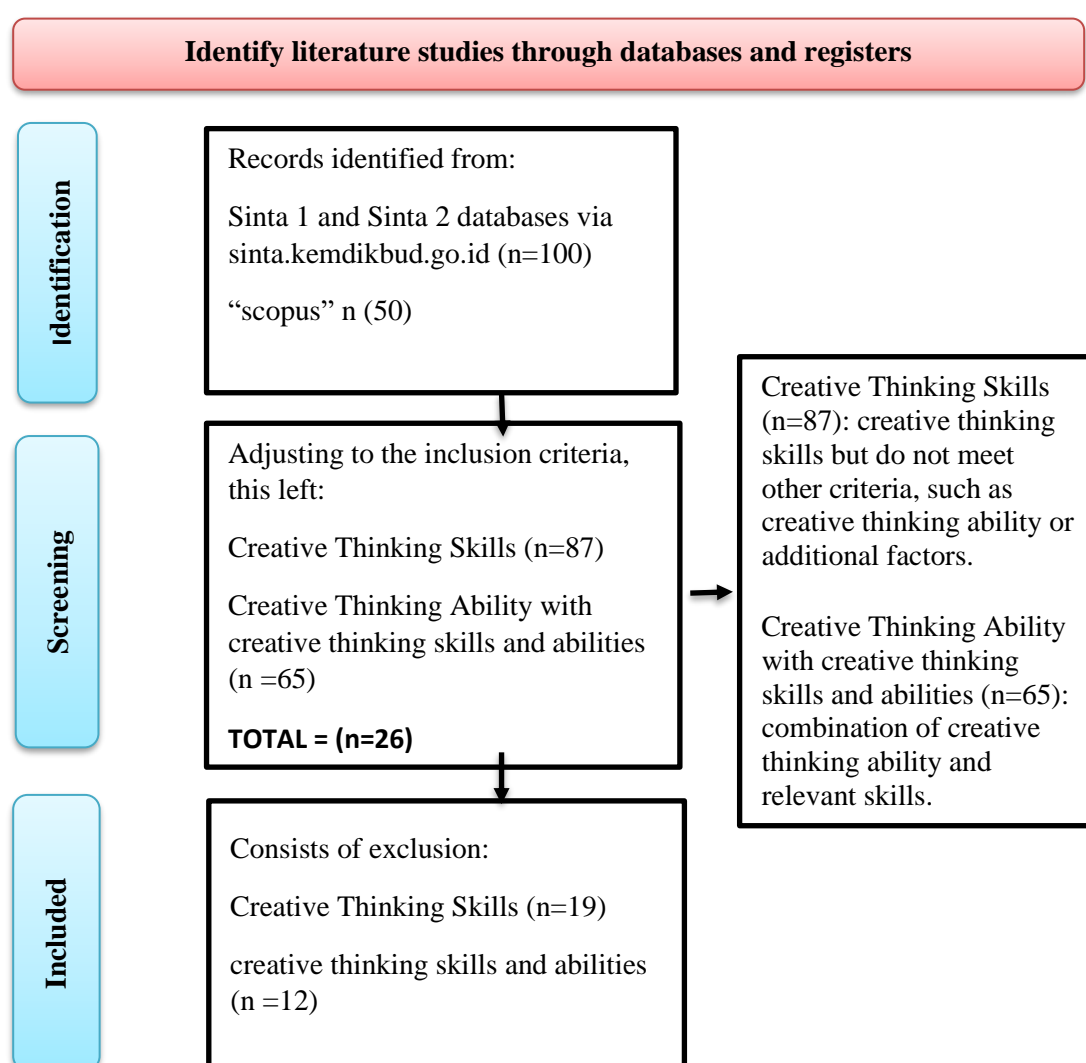 Identify literature studies through databases and registers
Identification
Records identified from:
Sinta 1 and Sinta 2 databases via
sinta.kemdikbud.go.id (n=100)
“scopus” n (50)
Screening
Adjusting to the inclusion criteria,
this left:
Creative Thinking Skills (n=87)
Creative Thinking Ability with
creative thinking skills and abilities
(n =65)
TOTAL = (n=26)
Creative Thinking Skills
(n=87): creative thinking
skills but do not meet
other criteria, such as
creative thinking ability or
additional factors.
Creative Thinking Ability
with creative thinking
skills and abilities (n=65):
combination of creative
thinking ability and
relevant skills.
Included
Consists of exclusion:
Creative Thinking Skills (n=19)
creative thinking skills and abilities
(n =12)